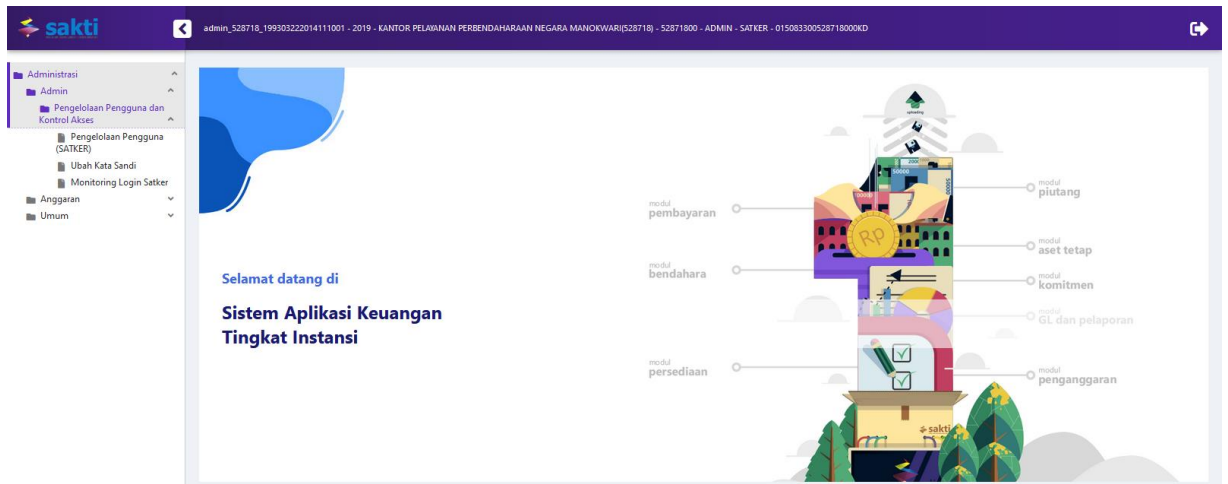 sakti
admin_528718_199303222014111001 - 2019 - KANTOR PELAYANAN PERBENDAHARAAN NEGARA MANOKWARI(528718) - 52871800 - ADMIN - SATKER - 015083300528718000KD
Administrasi
Admin
Pengelolaan Pengguna dan
Kontrol Akses
Pengelolaan Pengguna
(SATKER)
Ubah Kata Sandi
Monitoring Login Satker
Anggaran
Umum
Selamat datang di
Sistem Aplikasi Keuangan
Tingkat Instansi
uploading
50000
50000
Rp
modul
pembayaran
modul
bendahara
modul
persediaan
modul
piutang
modul
aset tetap
modul
komitmen
modul
GL dan pelaporan
modul
penganggaran
sakti